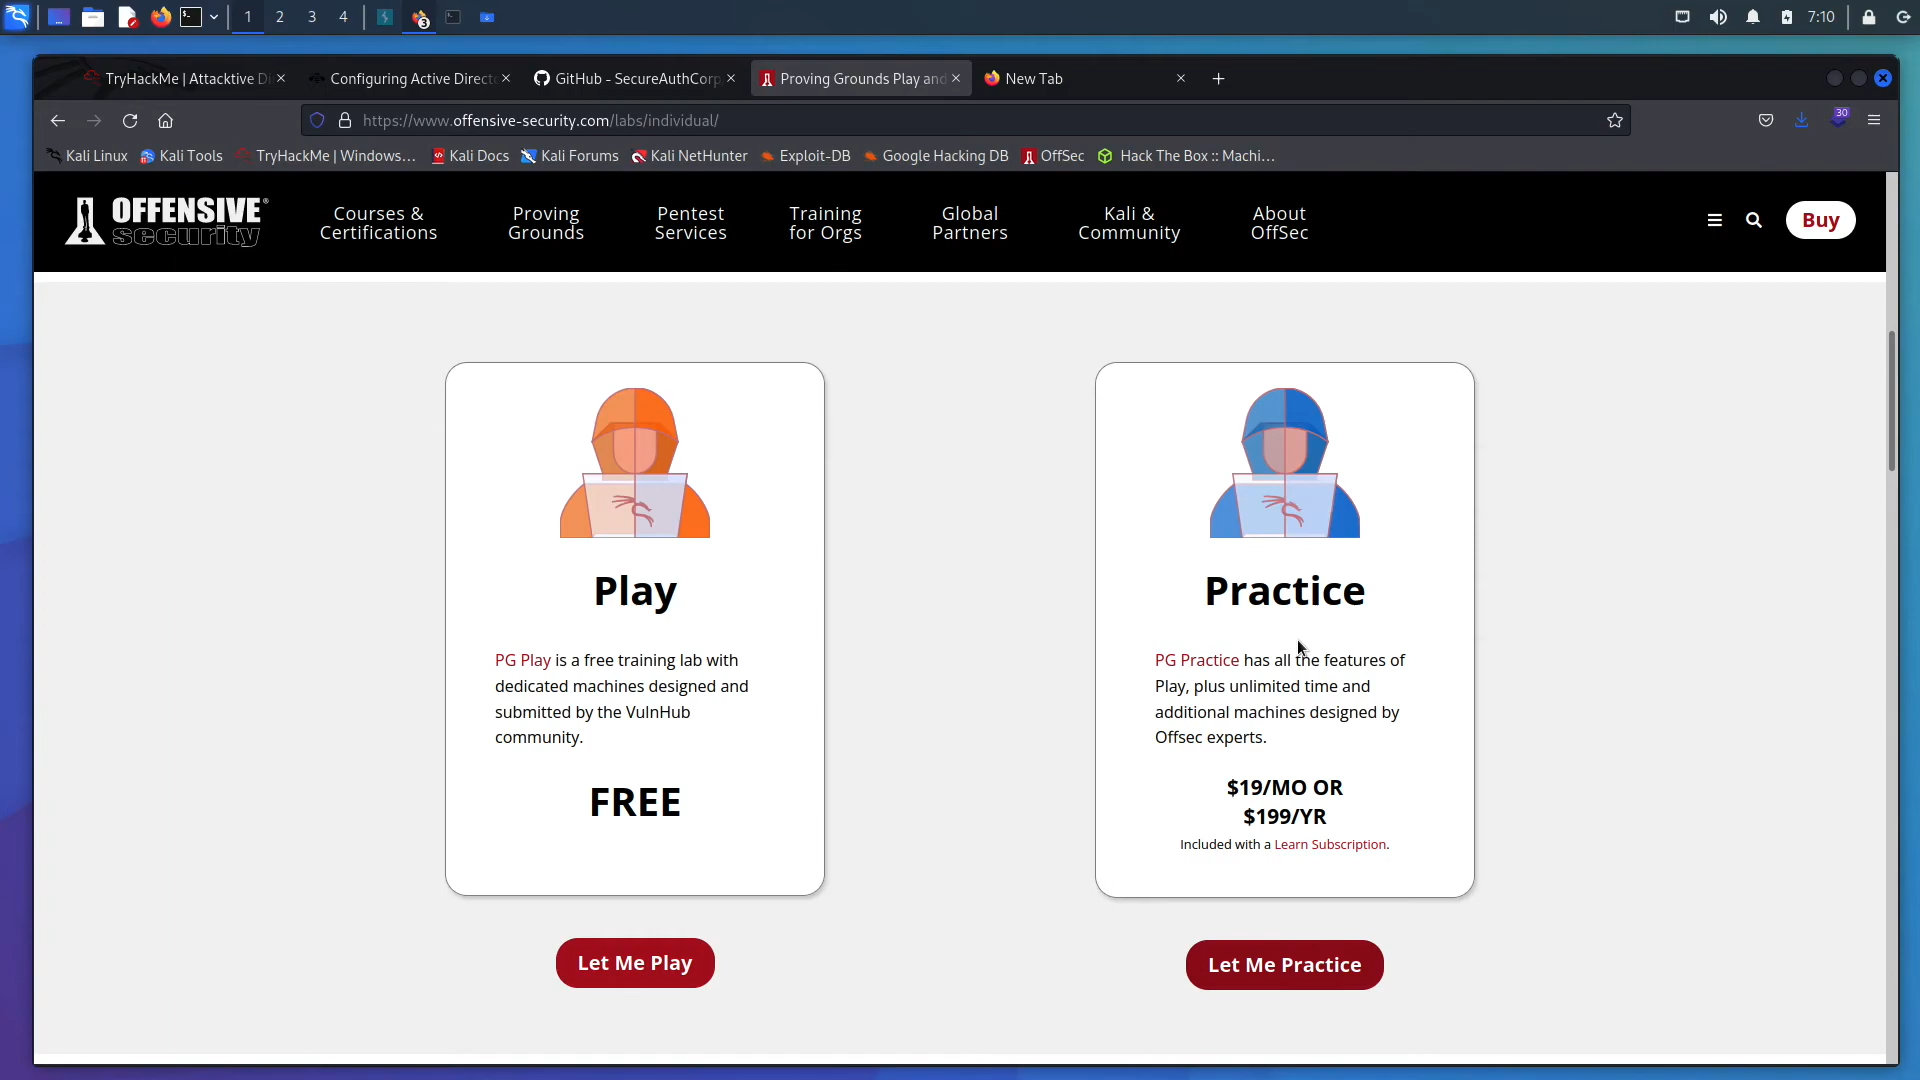 1 2 3 4 3 7:10
TryHackMe | Attacktive Di
Configuring Active Direct
GitHub - SecureAuthCorp
Proving Grounds Play and
New Tab
https://www.offensive-security.com/labs/individual/
30
Kali Linux
Kali Tools
TryHackMe | Windows...
Kali Docs
Kali Forums
Kali NetHunter
Exploit-DB
Google Hacking DB
OffSec
Hack The Box :: Machi...
OFFENSIVE®
security
Courses &
Certifications
Proving
Grounds
Pentest
Services
Training
for Orgs
Global
Partners
Kali &
Community
About
OffSec
Buy
Play
PG Play is a free training lab with
dedicated machines designed and
submitted by the VulnHub
community.
FREE
Let Me Play
Practice
PG Practice has all the features of
Play, plus unlimited time and
additional machines designed by
Offsec experts.
$19/MO OR
$199/YR
Included with a Learn Subscription.
Let Me Practice